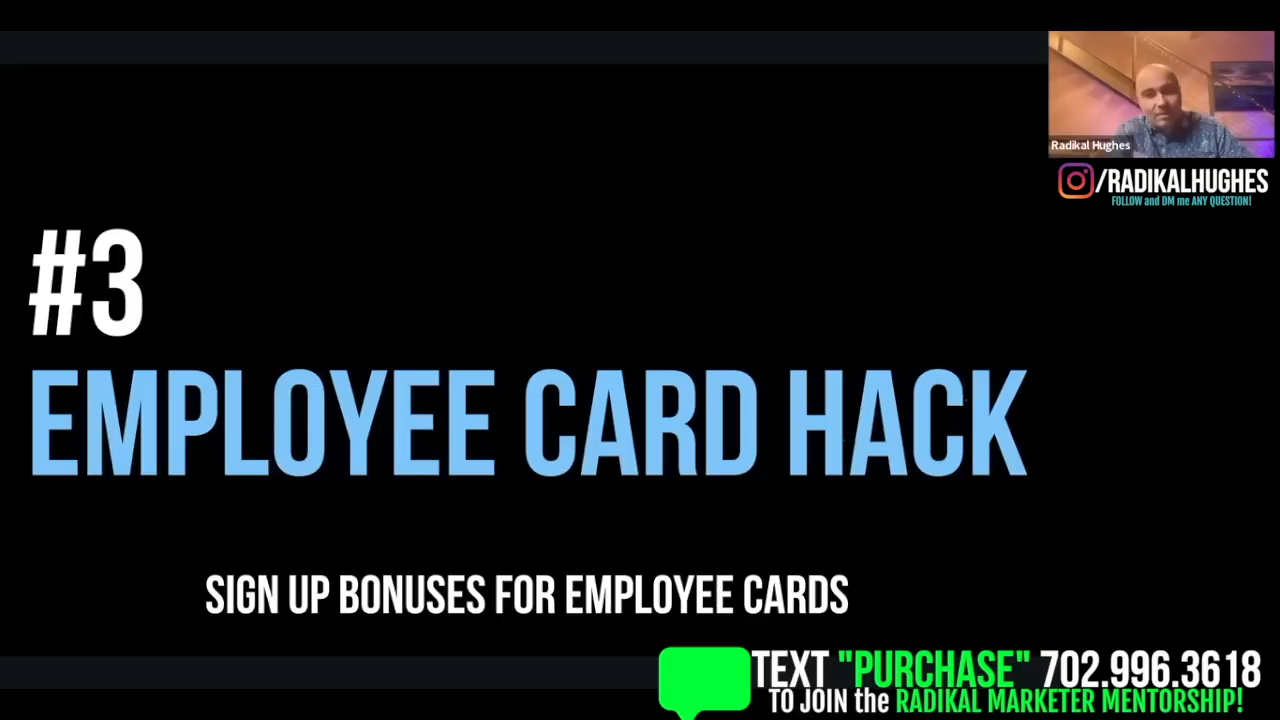 Radikal Hughes
/RADIKALHUGHES
FOLLOW and DM me ANY QUESTION!
#3
EMPLOYEE CARD HACK
SIGN UP BONUSES FOR EMPLOYEE CARDS
TEXT "PURCHASE" 702.996.3618
TO JOIN the RADIKAL MARKETER MENTORSHIP!